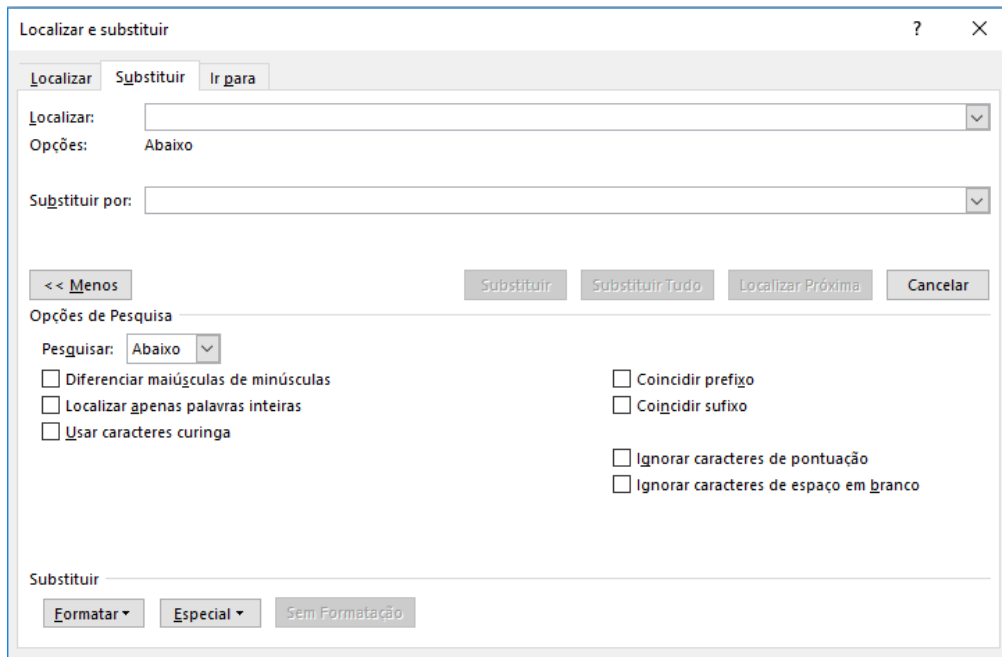 Localizar e substituir ? ×
Localizar Substituir Ir para
Localizar:
Opções: Abaixo
Substituir por:
<< Menos Substituir Substituir Tudo Localizar Próxima Cancelar
Opções de Pesquisa
Pesquisar: Abaixo
Diferenciar maiúsculas de minúsculas Coincidir prefixo
Localizar apenas palavras inteiras Coincidir sufixo
Usar caracteres curinga
Ignorar caracteres de pontuação
Ignorar caracteres de espaço em branco
Substituir
Formatar Especial Sem Formatação